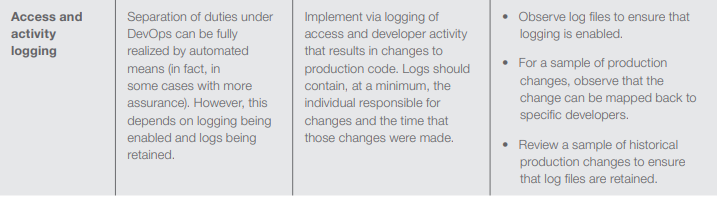 Access and
activity
logging
Separation of duties under
DevOps can be fully
realized by automated
means (in fact, in
some cases with more
assurance). However, this
depends on logging being
enabled and logs being
retained.
Implement via logging of
access and developer activity
that results in changes to
production code. Logs should
contain, at a minimum, the
individual responsible for
changes and the time that
those changes were made.
• Observe log files to ensure that
logging is enabled.
• For a sample of production
changes, observe that the
change can be mapped back to
specific developers.
• Review a sample of historical
production changes to ensure
that log files are retained.